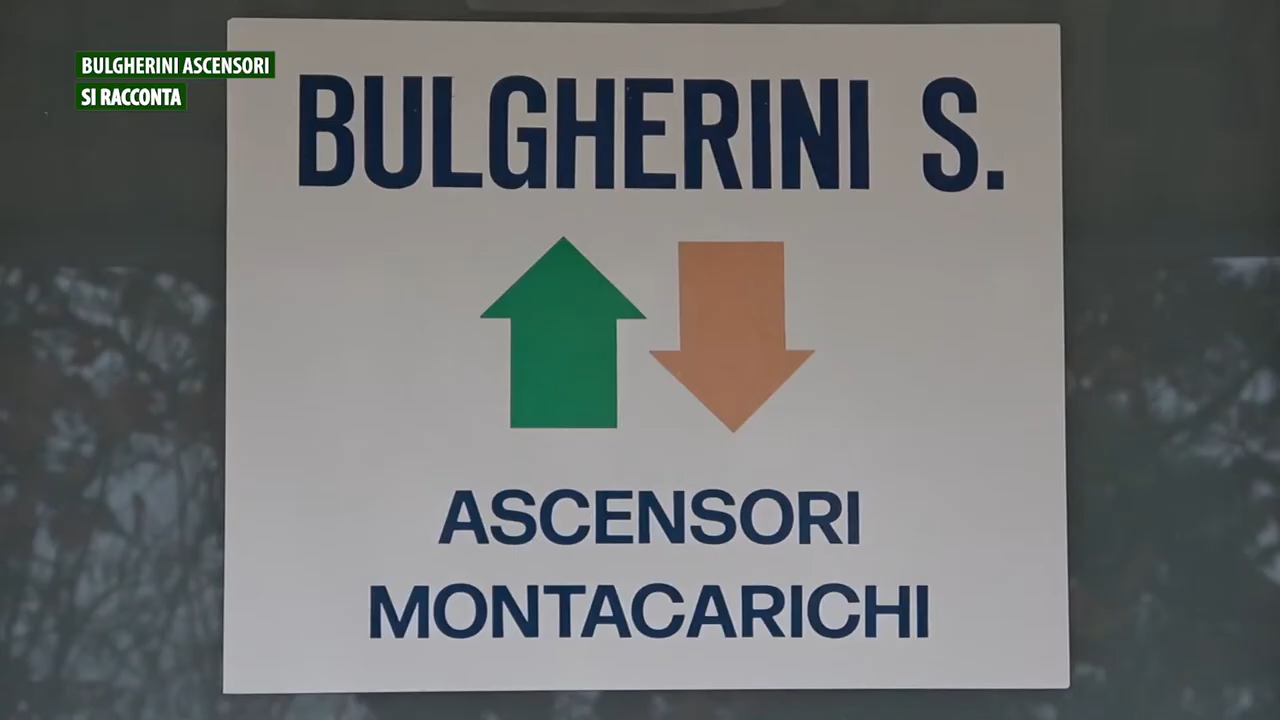 BULGHERINI ASCENSORI
SI RACCONTA
BULGHERINI S.
ASCENSORI
MONTACARICHI